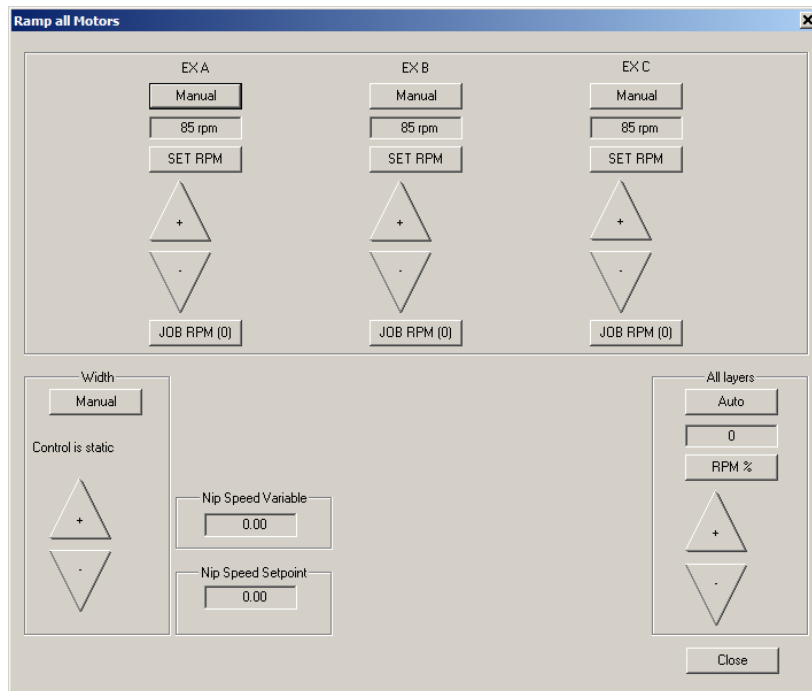 Ramp all Motors
EX A EX B EX C
Manual Manual Manual
85 rpm 85 rpm 85 rpm
SET RPM SET RPM SET RPM
+ + +
- - -
JOB RPM (0) JOB RPM (0) JOB RPM (0)
Width All layers
Manual Auto
0
Control is static
RPM %
Nip Speed Variable
+ 0.00 +
- Nip Speed Setpoint -
0.00
Close